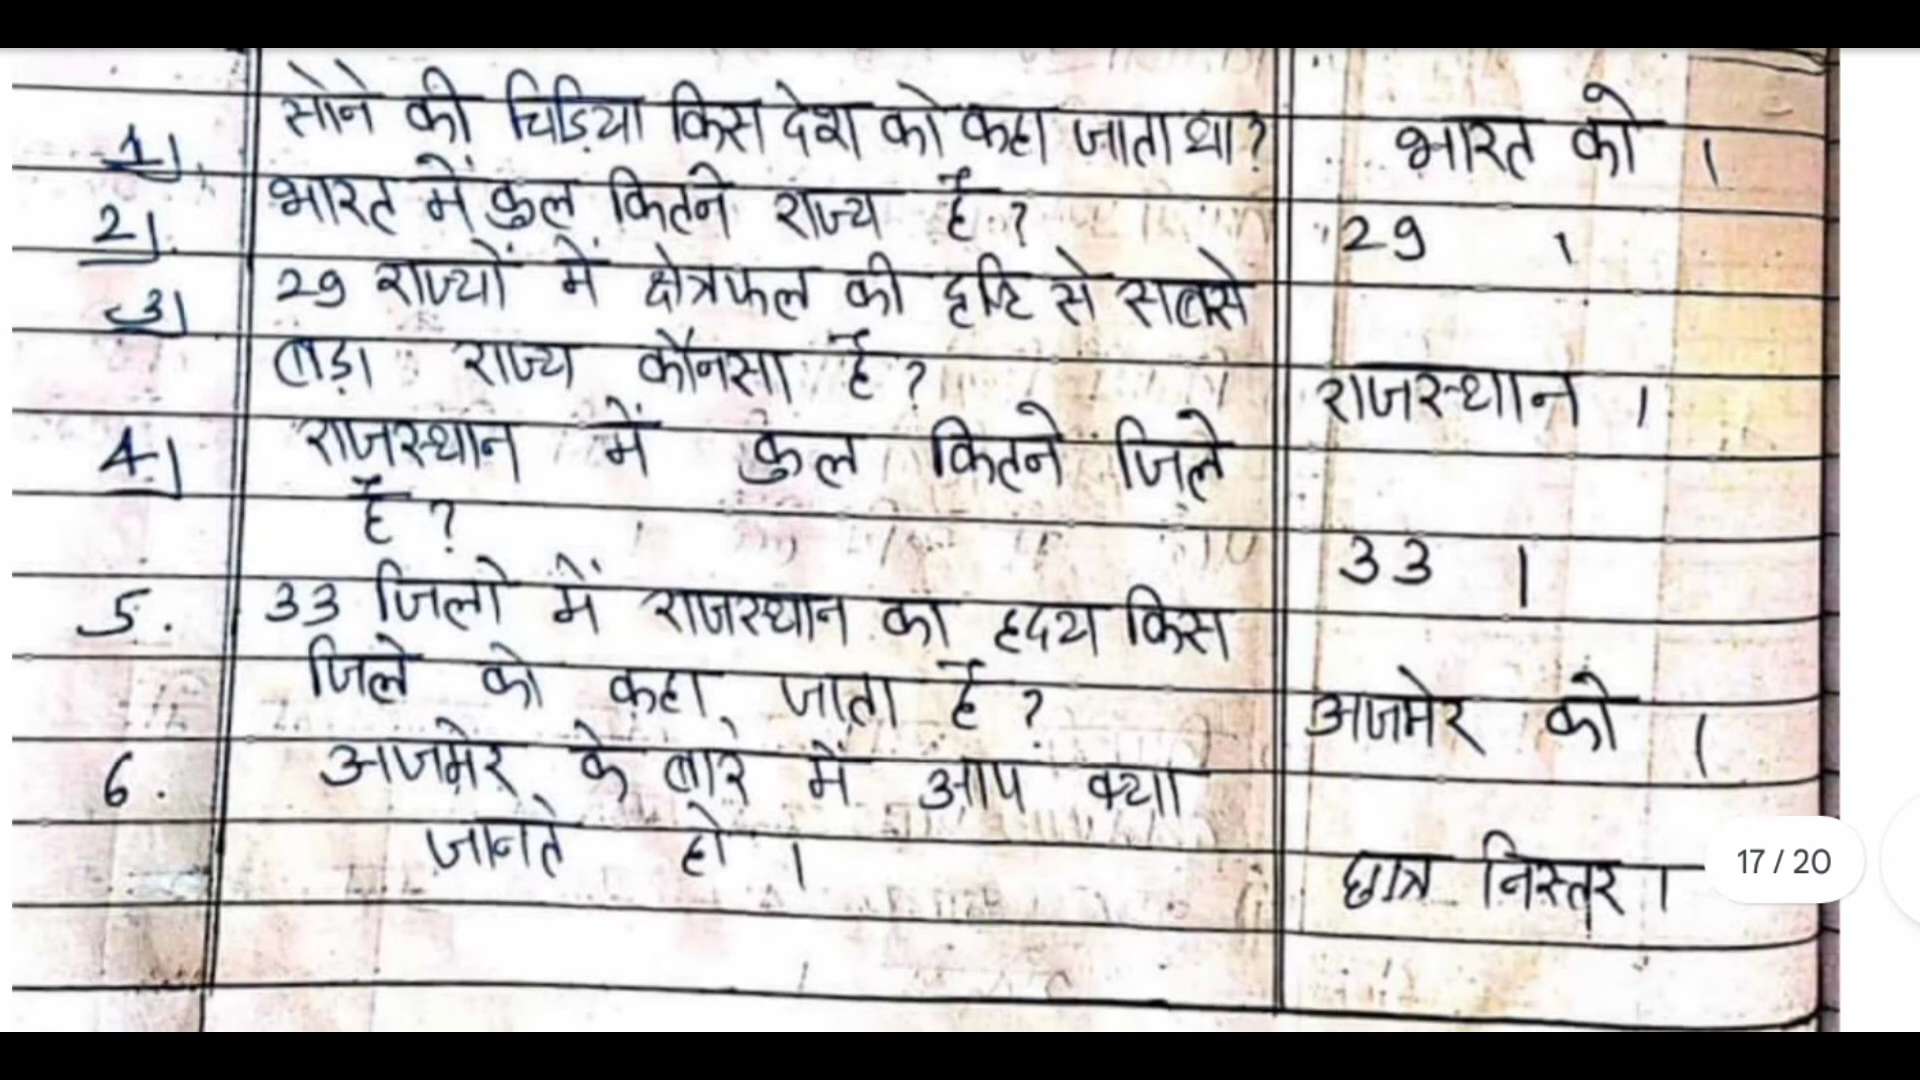 1) सोने की चिड़िया किस देश को कहा जाता था? भारत को ।
2) भारत में कुल कितने राज्य है ? 29 ।
3) 29 राज्यों में क्षेत्रफल की दृष्टि से सबसे
बड़ा राज्य कौनसा है ? राजस्थान ।
4) राजस्थान में कुल कितने जिले
है ? 33 ।
5. 33 जिलो में राजस्थान का हृदय किस
जिले को कहा जाता है ? अजमेर को ।
6. अजमेर के बारे में आप क्या
जानते हो । छात्र निरुत्तर ।
17 / 20